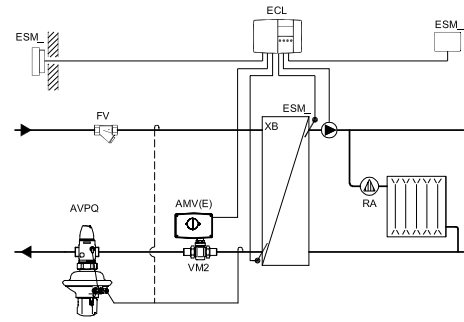 ECL
ESM_
ESM_
FV
ESM_
XB
AVPQ
AMV(E)
RA
VM2